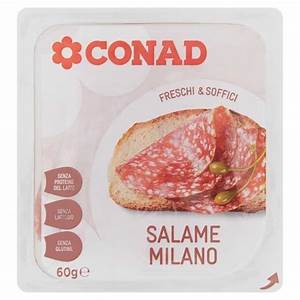 CONAD
FRESCHI & SOFFICI
SENZA
PROTEINE
DEL LATTE
SENZA
LATTOSIO
SENZA
GLUTINE
SALAME
MILANO
60g e